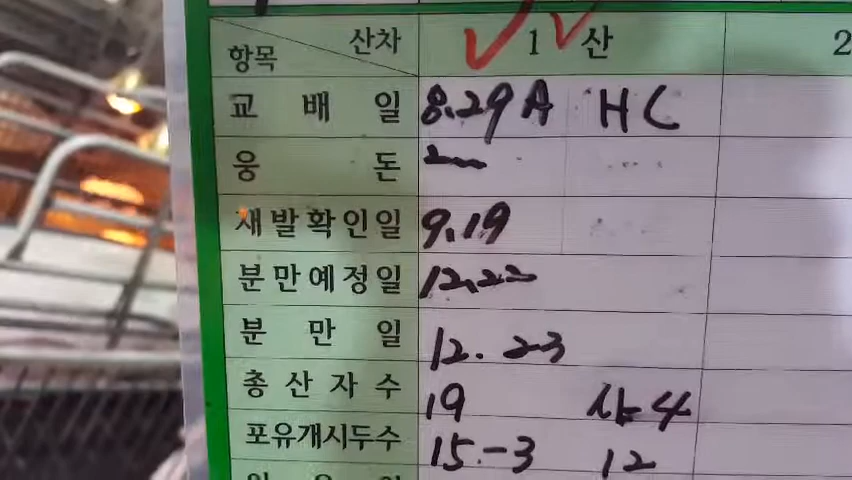 산차 1 산 2
항목
교 배 일 8.29 A HC
웅 돈 2
재발확인일 9.19
분만예정일 12.22
분 만 일 12.23
총 산 자 수 19 사-4
포유개시두수 15.-3 12